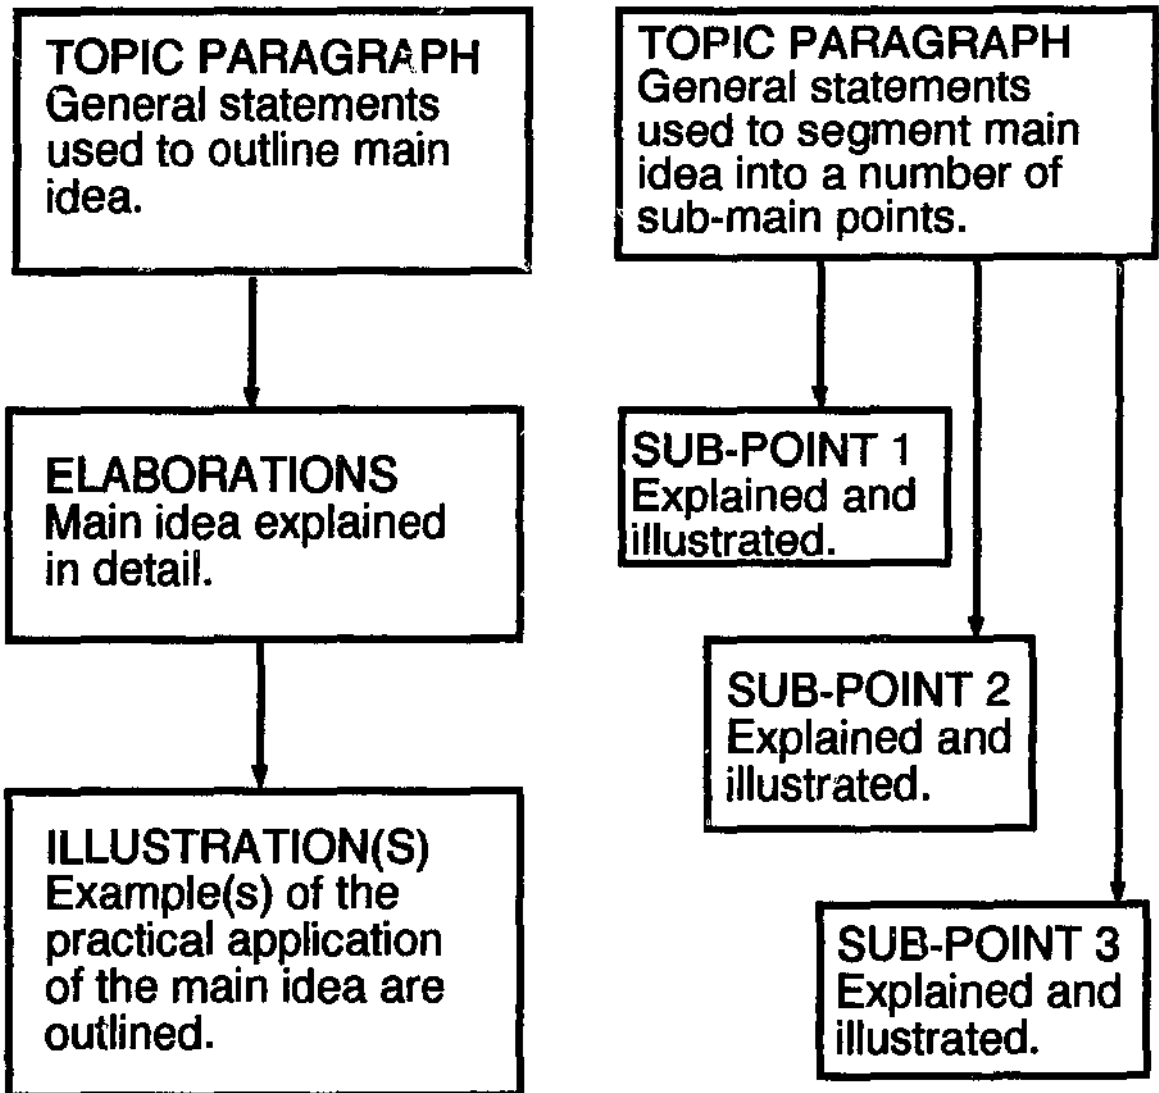 TOPIC PARAGRAPH
General statements
used to outline main
idea.
ELABORATIONS
Main idea explained
in detail.
ILLUSTRATION(S)
Example(s) of the
practical application
of the main idea are
outlined.
TOPIC PARAGRAPH
General statements
used to segment main
idea into a number of
sub-main points.
SUB-POINT 1
Explained and
illustrated.
SUB-POINT 2
Explained and
illustrated.
SUB-POINT 3
Explained and
illustrated.